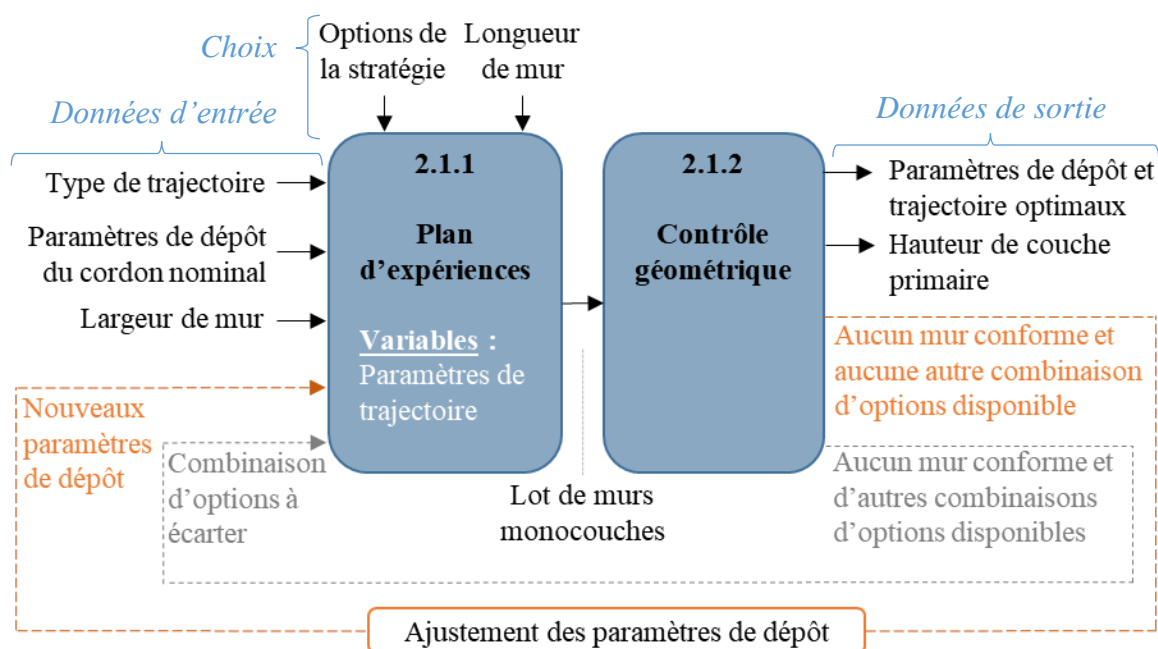 Choix
Options de
la stratégie
Longueur
de mur
Données d'entrée
Données de sortie
Type de trajectoire
Paramètres de dépôt
du cordon nominal
Largeur de mur
Nouveaux
paramètres
de dépôt
Combinaison
d'options à
écarter
2.1.1
Plan
d'expériences
Variables :
Paramètres de
trajectoire
Lot de murs
monocouches
2.1.2
Contrôle
géométrique
Paramètres de dépôt et
trajectoire optimaux
Hauteur de couche
primaire
Aucun mur conforme et
aucune autre combinaison
d'options disponible
Aucun mur conforme et
d'autres combinaisons
d'options disponibles
Ajustement des paramètres de dépôt